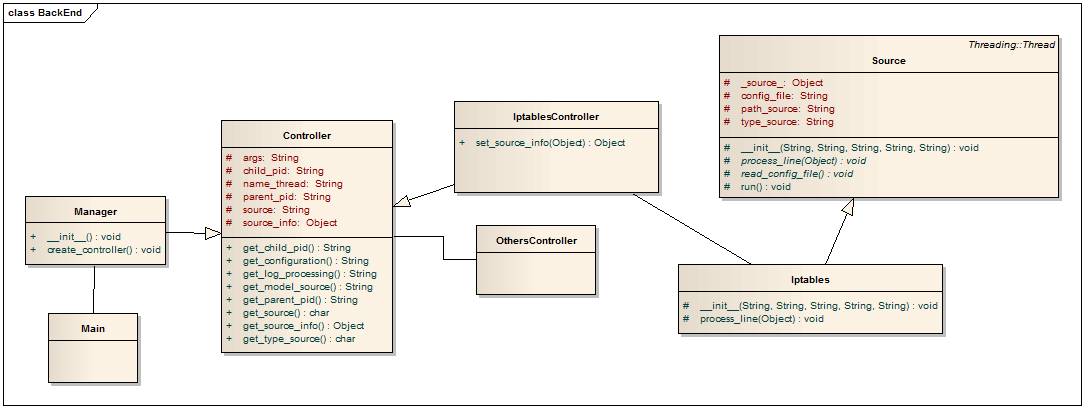 class BackEnd
Manager
+ __init__() : void
+ create_controller() : void
Main
Controller
# args: String
# child_pid: String
# name_thread: String
# parent_pid: String
# source: String
# source_info: Object
+ get_child_pid() : String
+ get_configuration() : String
+ get_log_processing() : String
+ get_model_source() : String
+ get_parent_pid() : String
+ get_source() : char
+ get_source_info() : Object
+ get_type_source() : char
IptablesController
+ set_source_info(Object) : Object
OthersController
Threading::Thread
Source
# _source_: Object
# config_file: String
# path_source: String
# type_source: String
# __init__(String, String, String, String, String) : void
# process_line(Object) : void
# read_config_file() : void
# run() : void
Iptables
# __init__(String, String, String, String, String) : void
# process_line(Object) : void